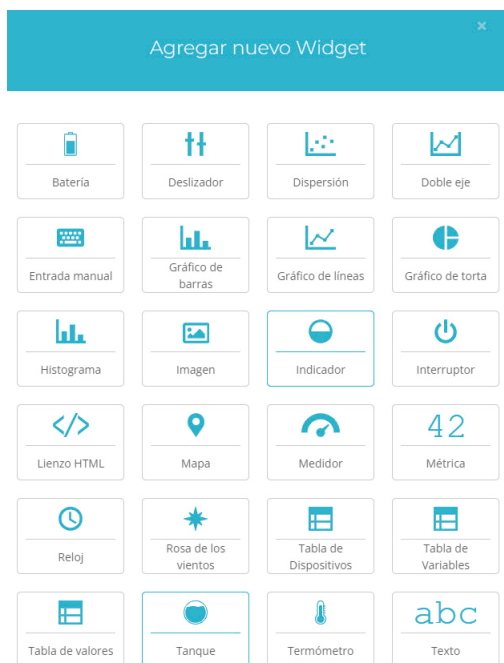 ×
Agregar nuevo Widget
Batería
Deslizador
Dispersión
Doble eje
Entrada manual
Gráfico de
barras
Gráfico de líneas
Gráfico de torta
Histograma
Imagen
Indicador
Interruptor
</>
Lienzo HTML
Mapa
Medidor
42
Métrica
Reloj
Rosa de los
vientos
Tabla de
Dispositivos
Tabla de
Variables
Tabla de valores
Tanque
Termómetro
abc
Texto